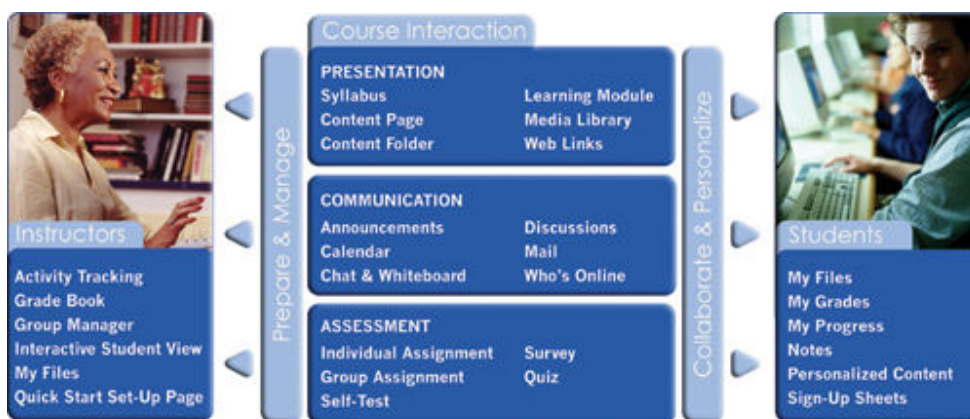 Instructors
Activity Tracking
Grade Book
Group Manager
Interactive Student View
My Files
Quick Start Set-Up Page
Prepare & Manage
Course Interaction
PRESENTATION
Syllabus
Content Page
Content Folder
Learning Module
Media Library
Web Links
COMMUNICATION
Announcements
Calendar
Chat & Whiteboard
Discussions
Mail
Who's Online
ASSESSMENT
Individual Assignment
Group Assignment
Self-Test
Survey
Quiz
Collaborate & Personalize
Students
My Files
My Grades
My Progress
Notes
Personalized Content
Sign-Up Sheets